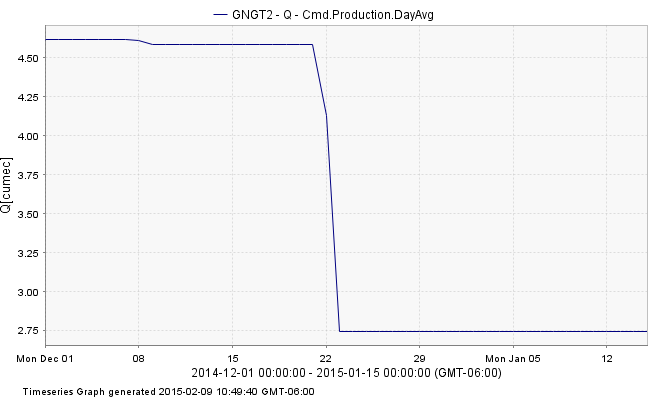 GNGT2 - Q - Cmd.Production.DayAvg
4.50
4.25
4.00
3.75
3.50
3.25
3.00
2.75
Q[cumec]
Mon Dec 01 08 15 22 29 Mon Jan 05 12
2014-12-01 00:00:00 - 2015-01-15 00:00:00 (GMT-06:00)
Timeseries Graph generated 2015-02-09 10:49:40 GMT-06:00